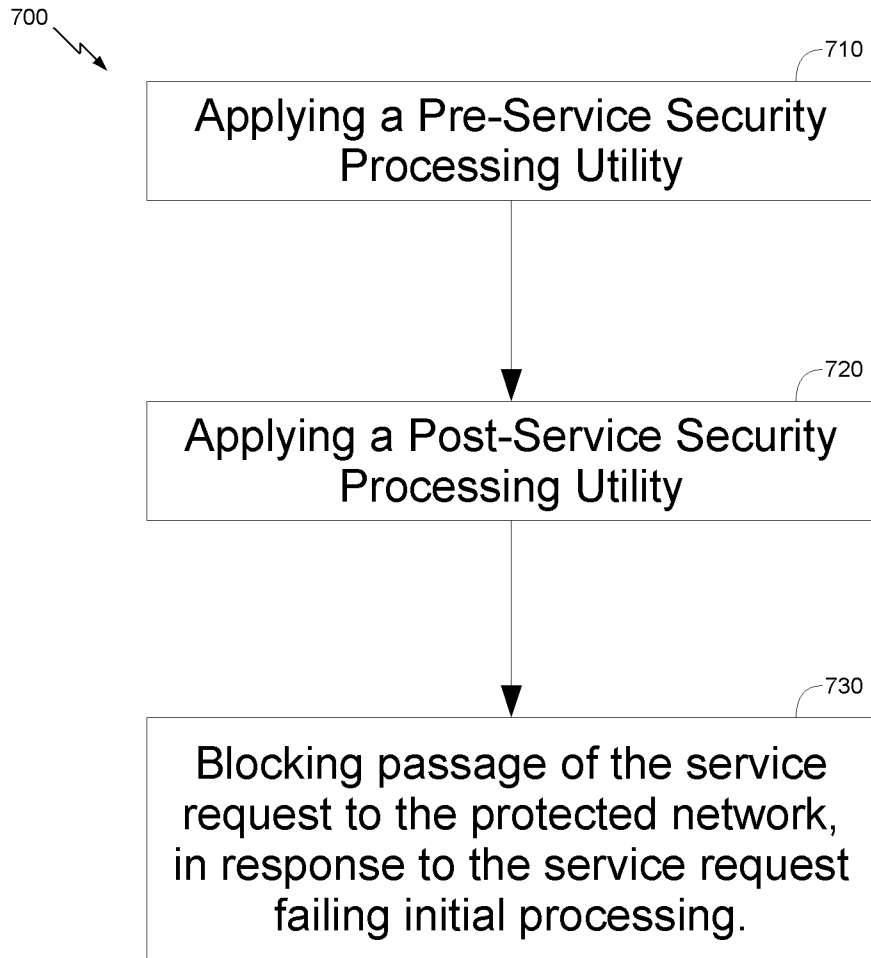 700
710
Applying a Pre-Service Security
Processing Utility
720
Applying a Post-Service Security
Processing Utility
730
Blocking passage of the service
request to the protected network,
in response to the service request
failing initial processing.